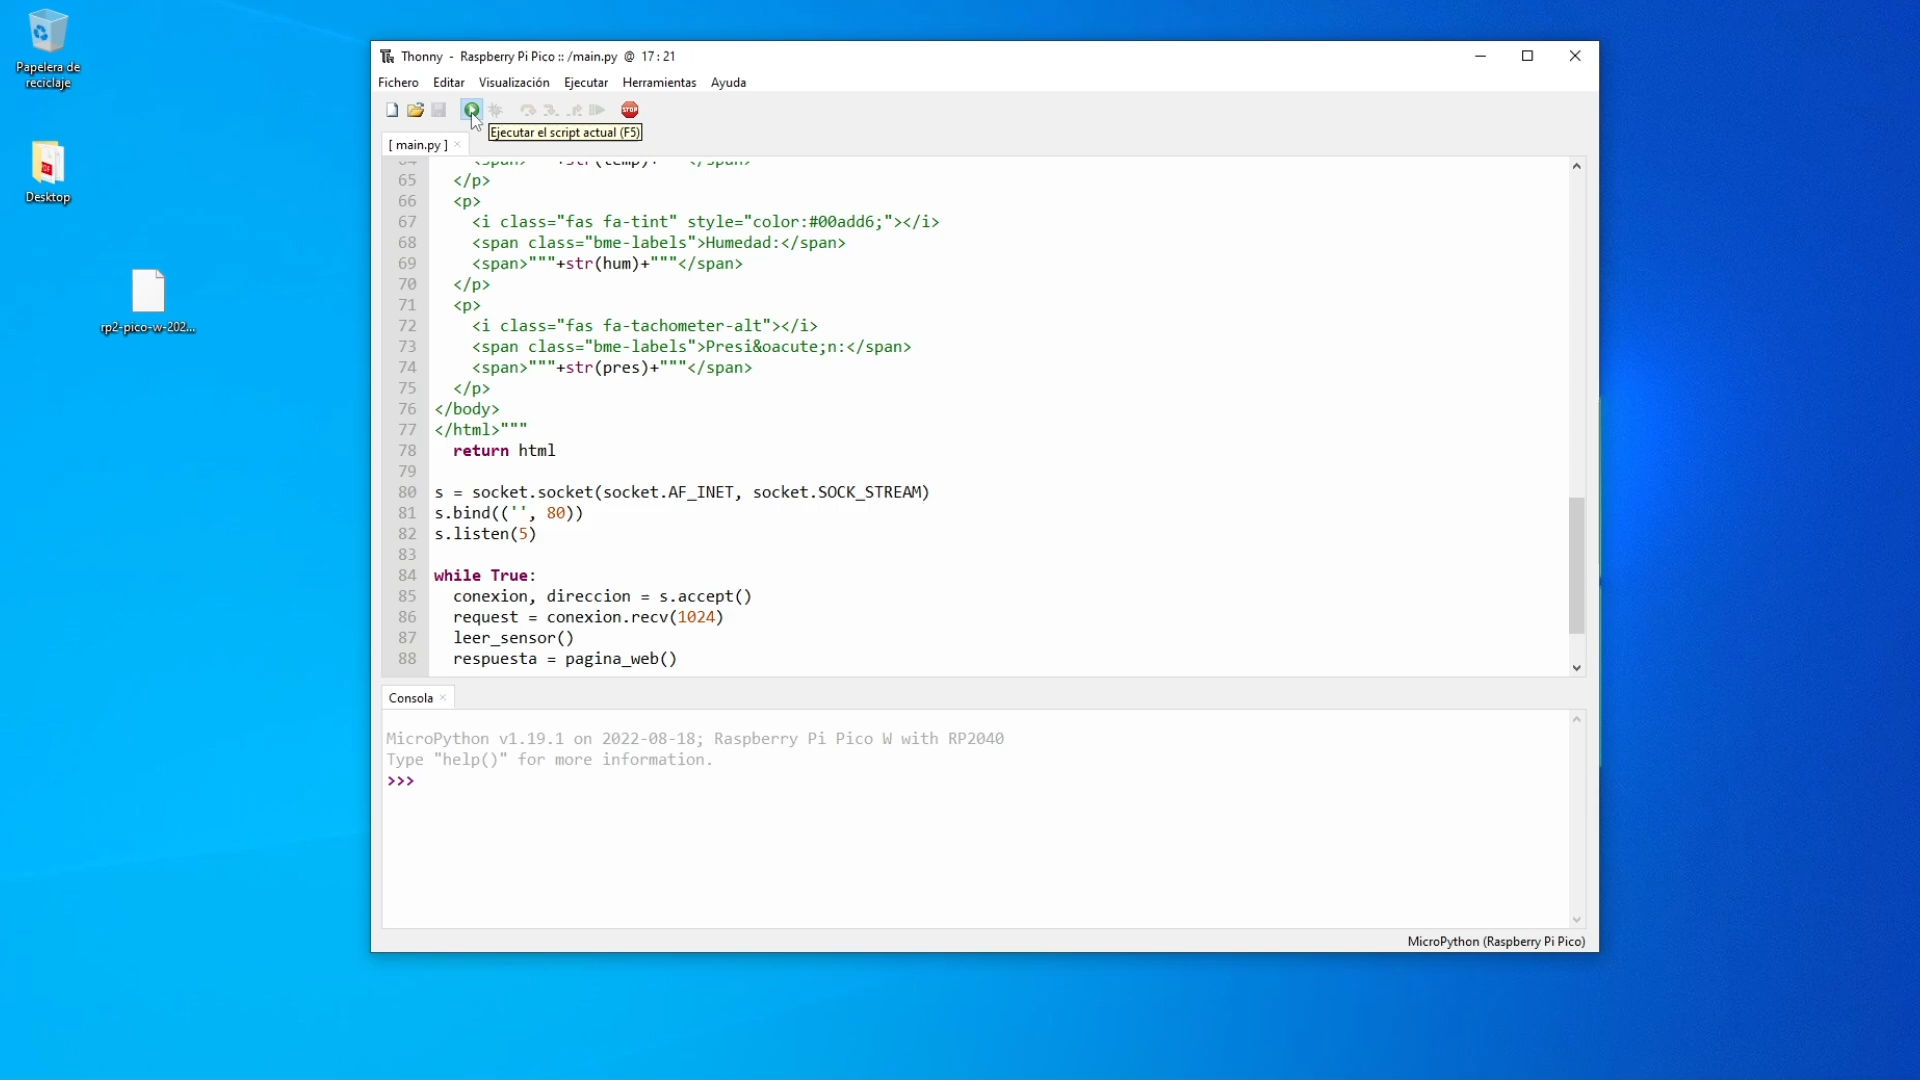 Papelera de
reciclaje
Desktop
rp2-pico-w-202...
Thonny - Raspberry Pi Pico :: /main.py @ 17 : 21
Fichero Editar Visualización Ejecutar Herramientas Ayuda
STOP
Ejecutar el script actual (F5)
[ main.py ] ×
64 <span>"""+str(temp)+"""</span>
65 </p>
66 <p>
67 <i class="fas fa-tint" style="color:#00add6;"></i>
68 <span class="bme-labels">Humedad:</span>
69 <span>"""+str(hum)+"""</span>
70 </p>
71 <p>
72 <i class="fas fa-tachometer-alt"></i>
73 <span class="bme-labels">Presi&oacute;n:</span>
74 <span>"""+str(pres)+"""</span>
75 </p>
76 </body>
77 </html>"""
78 return html
79
80 s = socket.socket(socket.AF_INET, socket.SOCK_STREAM)
81 s.bind(('', 80))
82 s.listen(5)
83
84 while True:
85 conexion, direccion = s.accept()
86 request = conexion.recv(1024)
87 leer_sensor()
88 respuesta = pagina_web()
Consola ×
MicroPython v1.19.1 on 2022-08-18; Raspberry Pi Pico W with RP2040
Type "help()" for more information.
>>>
MicroPython (Raspberry Pi Pico)